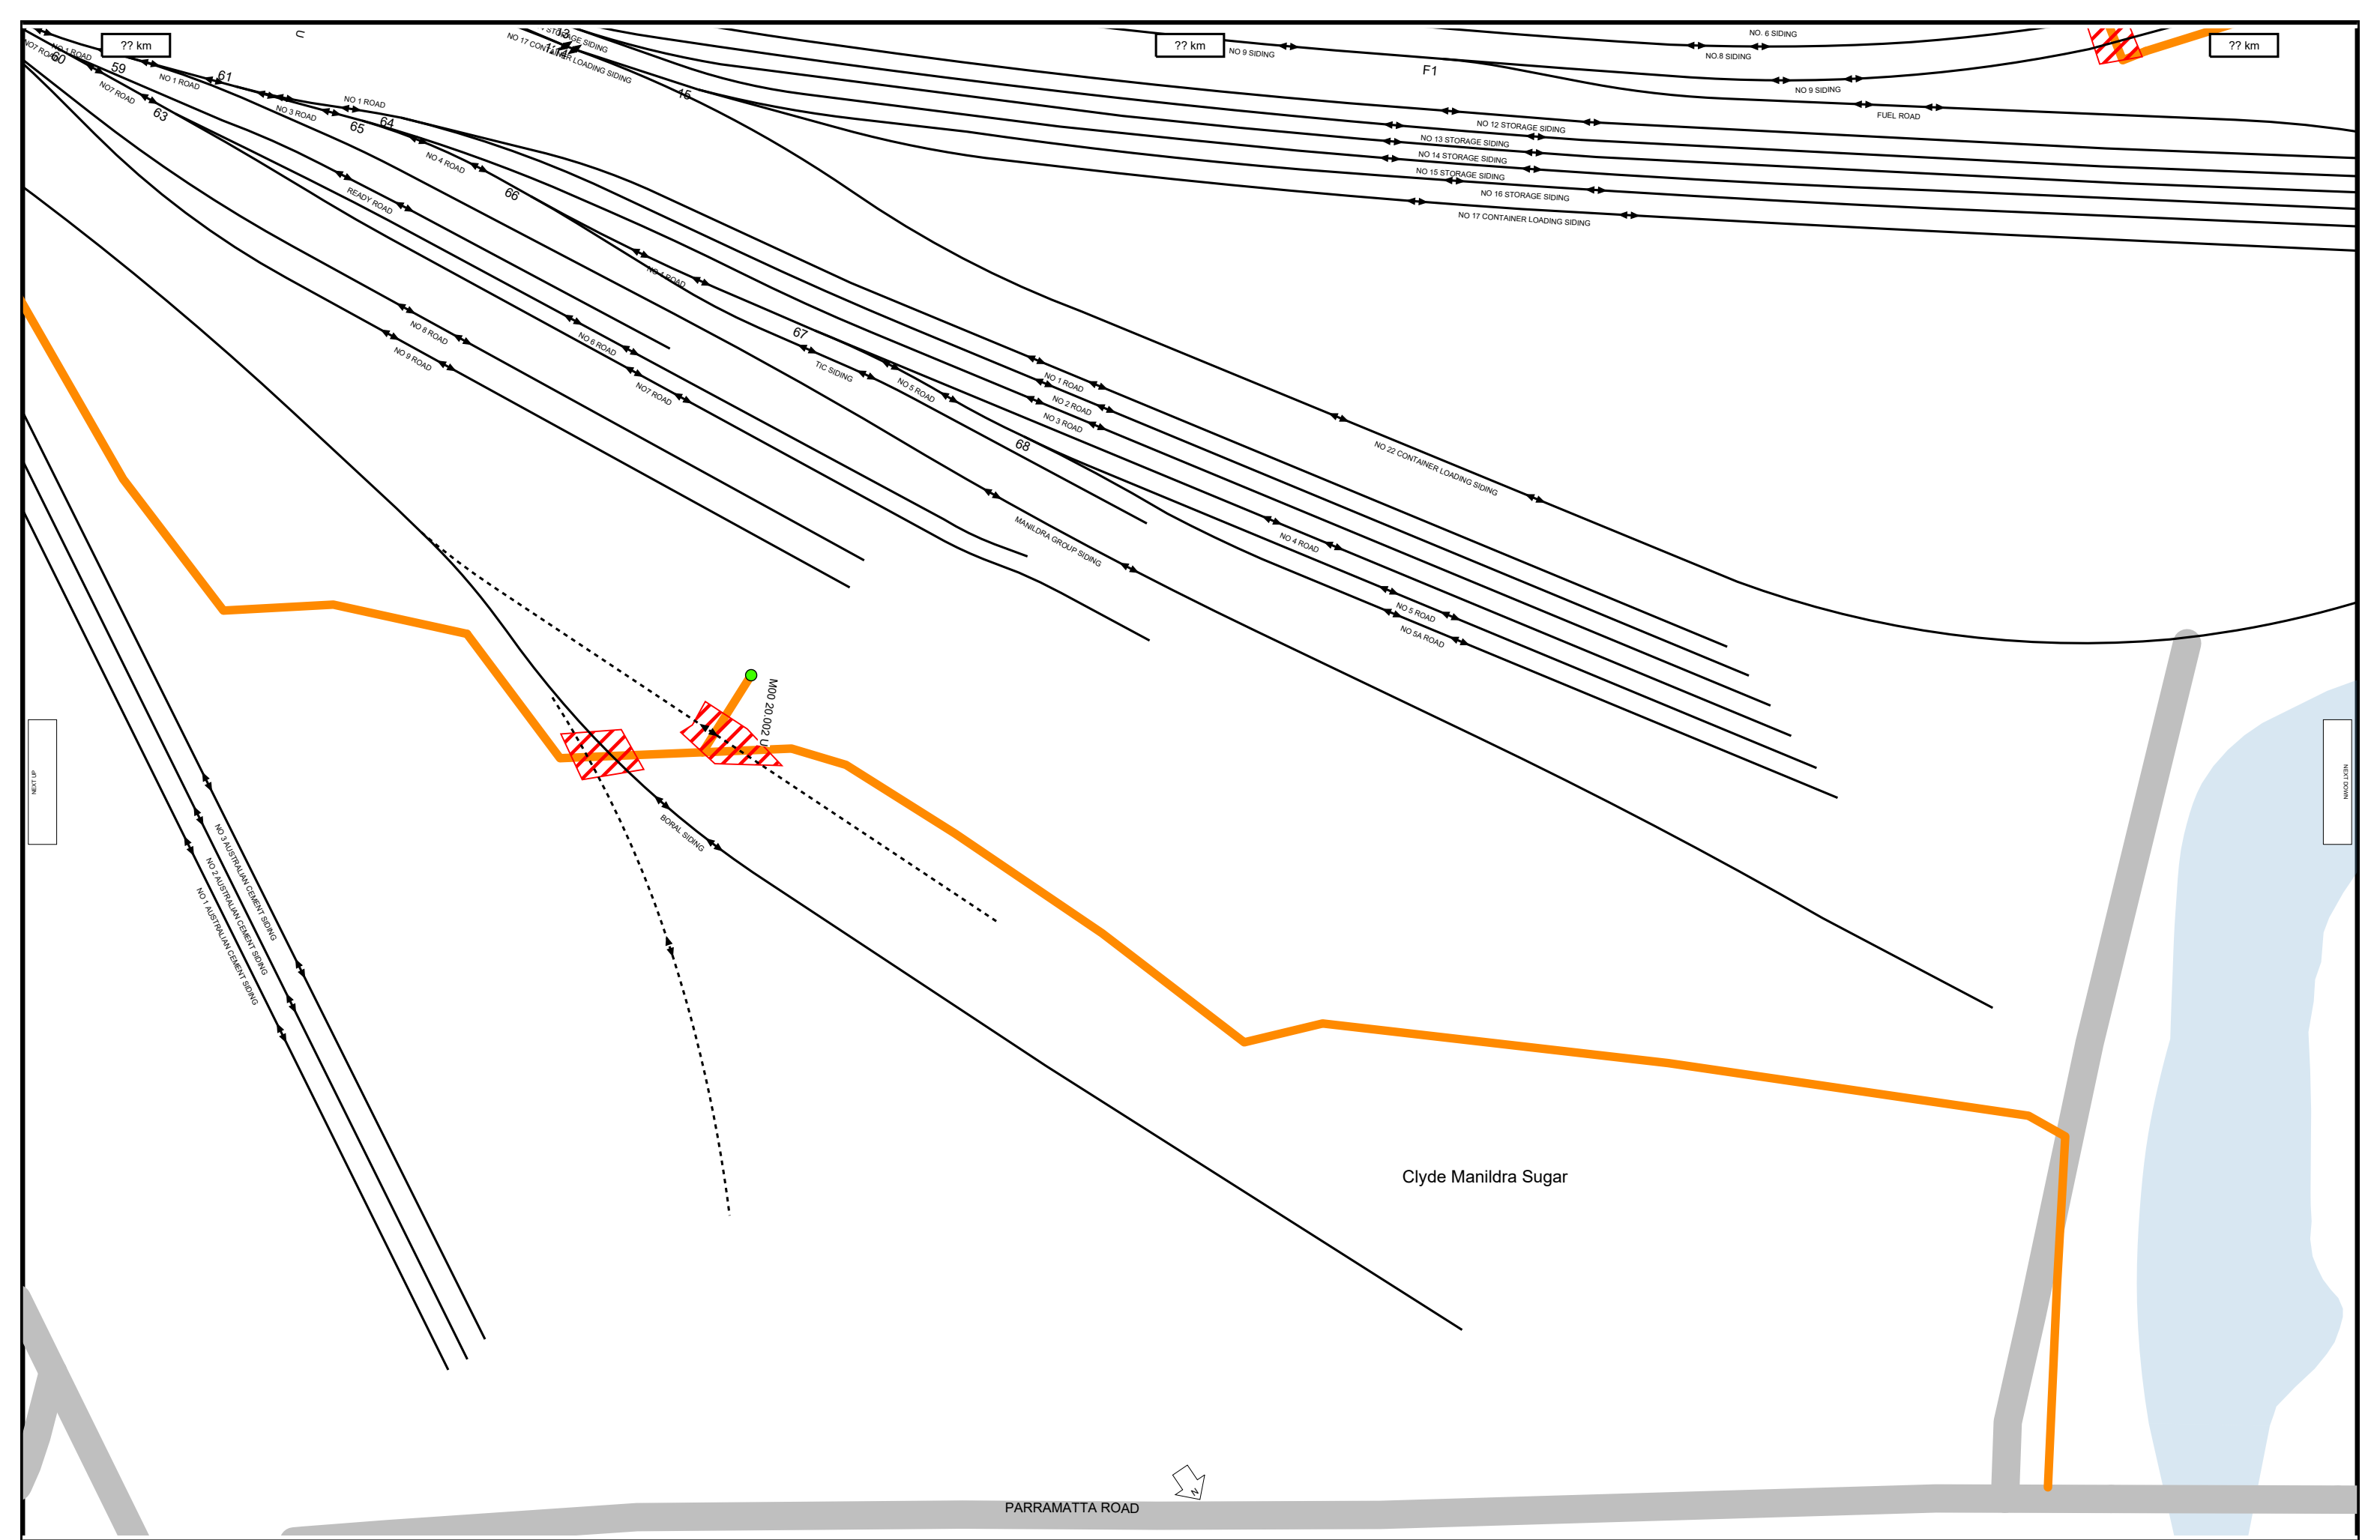 ?? km
?? km
?? km
NO 1 ROAD
60
59
61
NO 1 ROAD
NO7 ROAD
63
NO 3 ROAD
NO 1 ROAD
65
64
NO 4 ROAD
66
READY ROAD
NO 17 CONTAINER LOADING SIDING
STORAGE SIDING
13
15
NO 9 SIDING
F1
NO. 6 SIDING
NO.8 SIDING
NO 9 SIDING
FUEL ROAD
NO 12 STORAGE SIDING
NO 13 STORAGE SIDING
NO 14 STORAGE SIDING
NO 15 STORAGE SIDING
NO 16 STORAGE SIDING
NO 17 CONTAINER LOADING SIDING
NO 4 ROAD
67
TIC SIDING
NO 5 ROAD
68
NO 8 ROAD
NO 9 ROAD
NO 6 ROAD
NO7 ROAD
NO 1 ROAD
NO 2 ROAD
NO 3 ROAD
NO 22 CONTAINER LOADING SIDING
MANILDRA GROUP SIDING
NO 4 ROAD
NO 5 ROAD
NO 5A ROAD
M00 20.002 U
NEXT UP
NEXT DOWN
BORAL SIDING
NO 3 AUSTRALIAN CEMENT SIDING
NO 2 AUSTRALIAN CEMENT SIDING
NO 1 AUSTRALIAN CEMENT SIDING
Clyde Manildra Sugar
N
PARRAMATTA ROAD